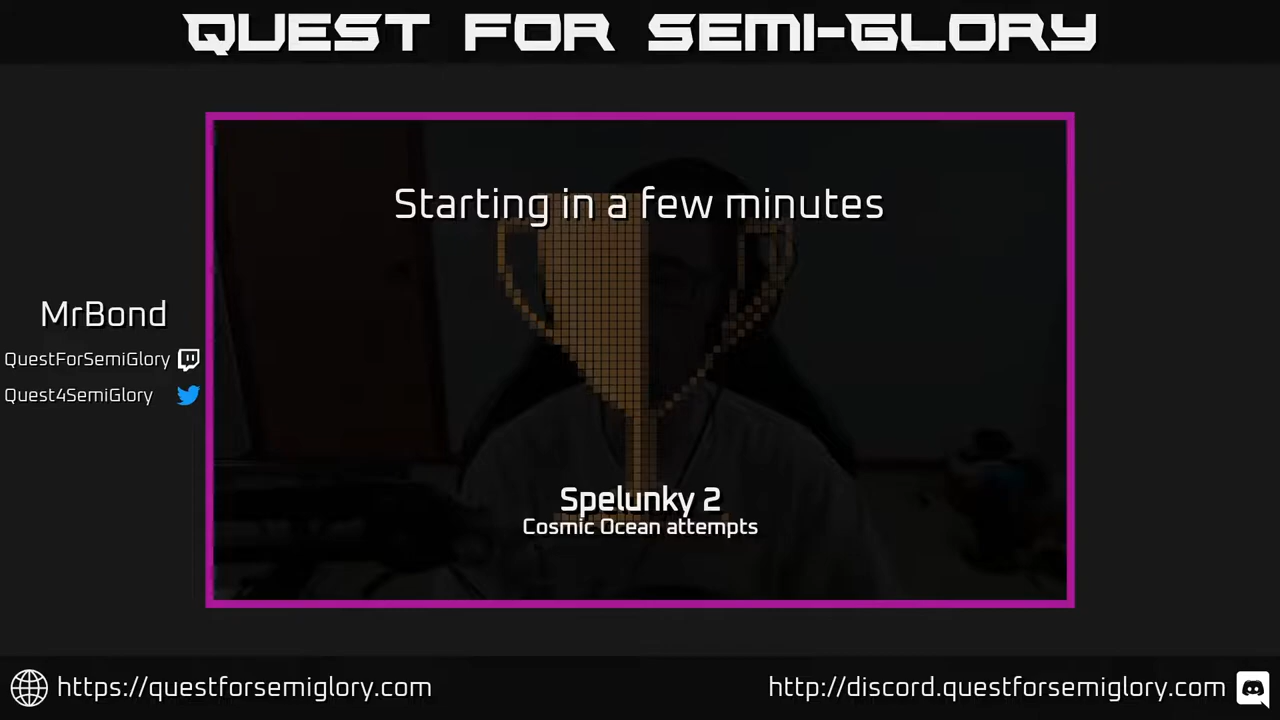 QUEST FOR SEMI-GLORY
Starting in a few minutes
MrBond
QuestForSemiGlory
Quest4SemiGlory
Spelunky 2
Cosmic Ocean attempts
https://questforsemiglory.com
http://discord.questforsemiglory.com